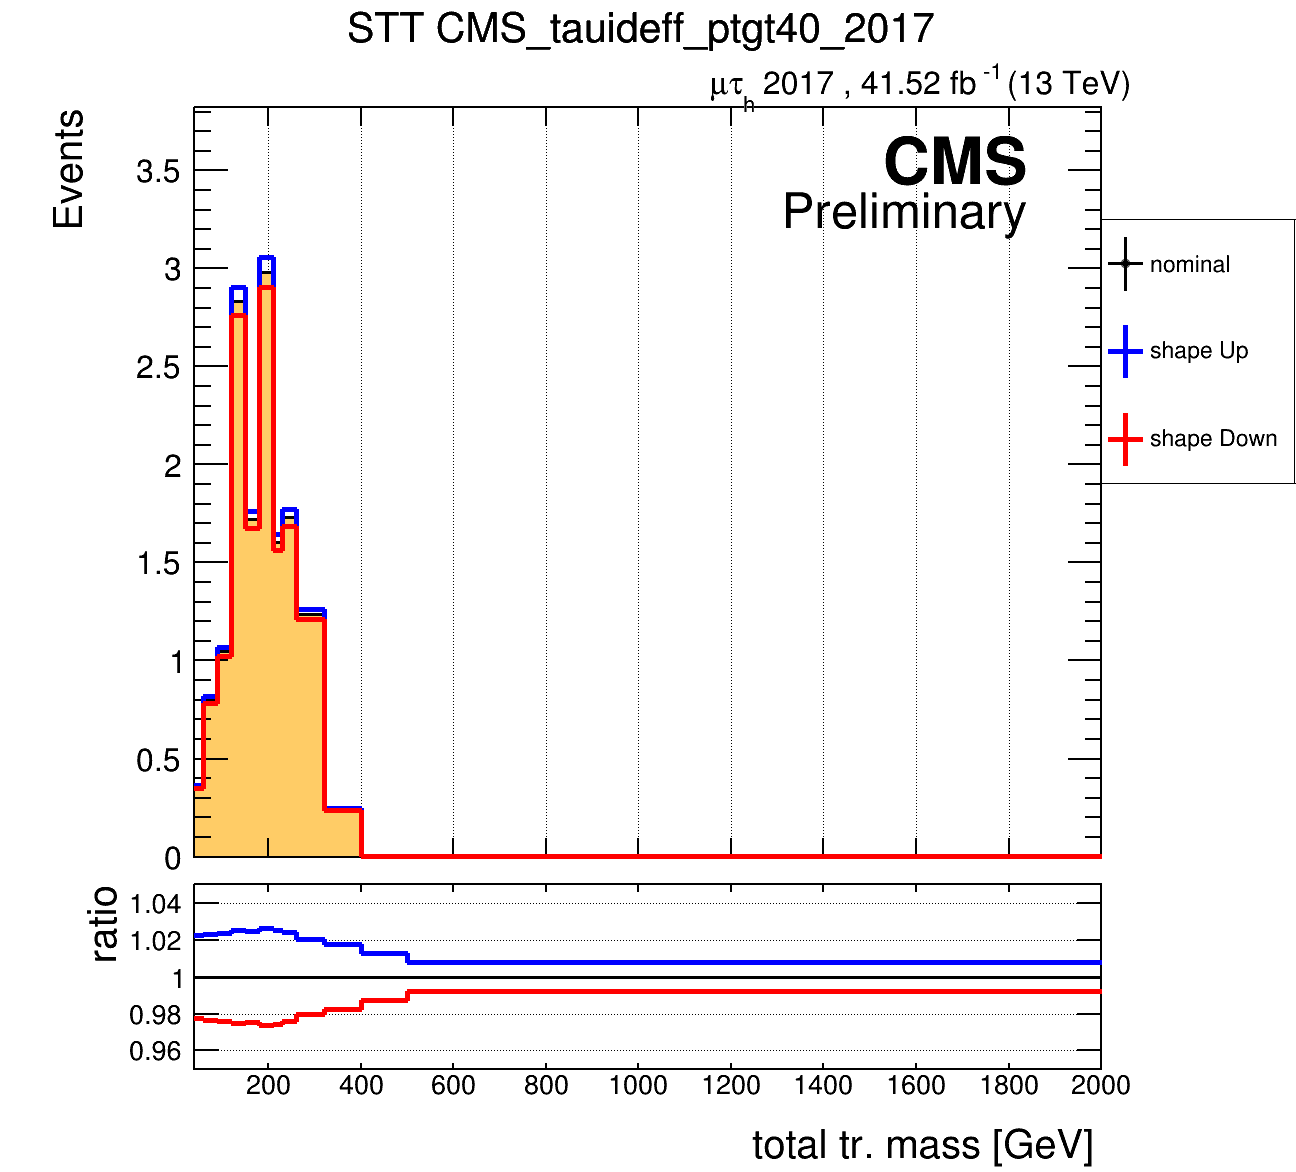 STT CMS_tauideff_ptgt40_2017
μτh 2017 , 41.52 fb-1 (13 TeV)
Events
CMS
Preliminary
3.5
3
2.5
2
1.5
1
0.5
0
nominal
shape Up
shape Down
ratio
1.04
1.02
1
0.98
0.96
200 400 600 800 1000 1200 1400 1600 1800 2000
total tr. mass [GeV]